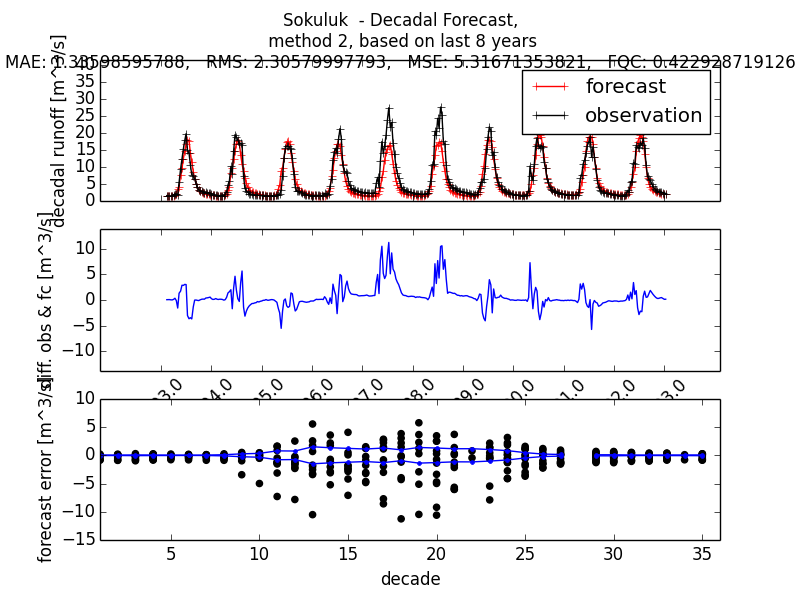 Sokuluk - Decadal Forecast,
method 2, based on last 8 years
MAE: 1.33598595788, RMS: 2.30579997793, MSE: 5.31671353821, FQC: 0.422928719126
decadal runoff [m^3/s]
40
35
30
25
20
15
10
5
0
forecast
observation
diff. obs & fc [m^3/s]
10
5
0
−5
−10
forecast error [m^3/s]
10
5
0
−5
−10
−15
5 10 15 20 25 30 35
decade